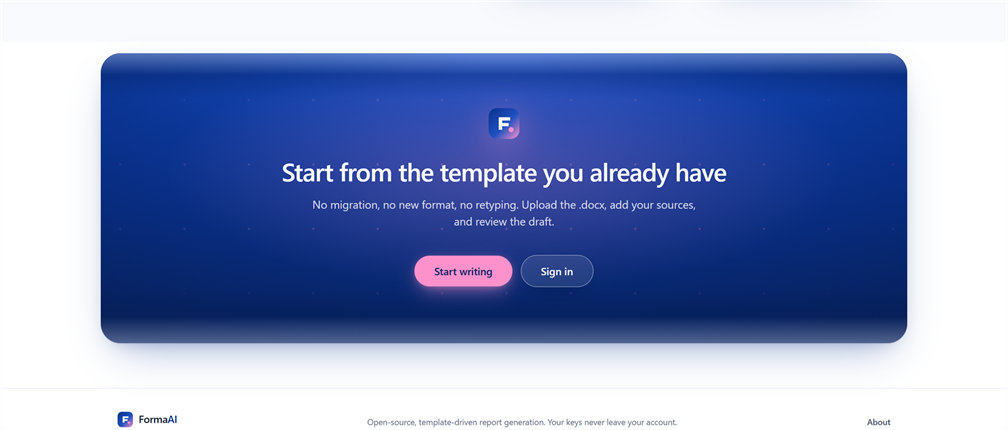 F
Start from the template you already have
No migration, no new format, no retyping. Upload the .docx, add your sources,
and review the draft.
Start writing
Sign in
F
FormaAI
Open-source, template-driven report generation. Your keys never leave your account.
About